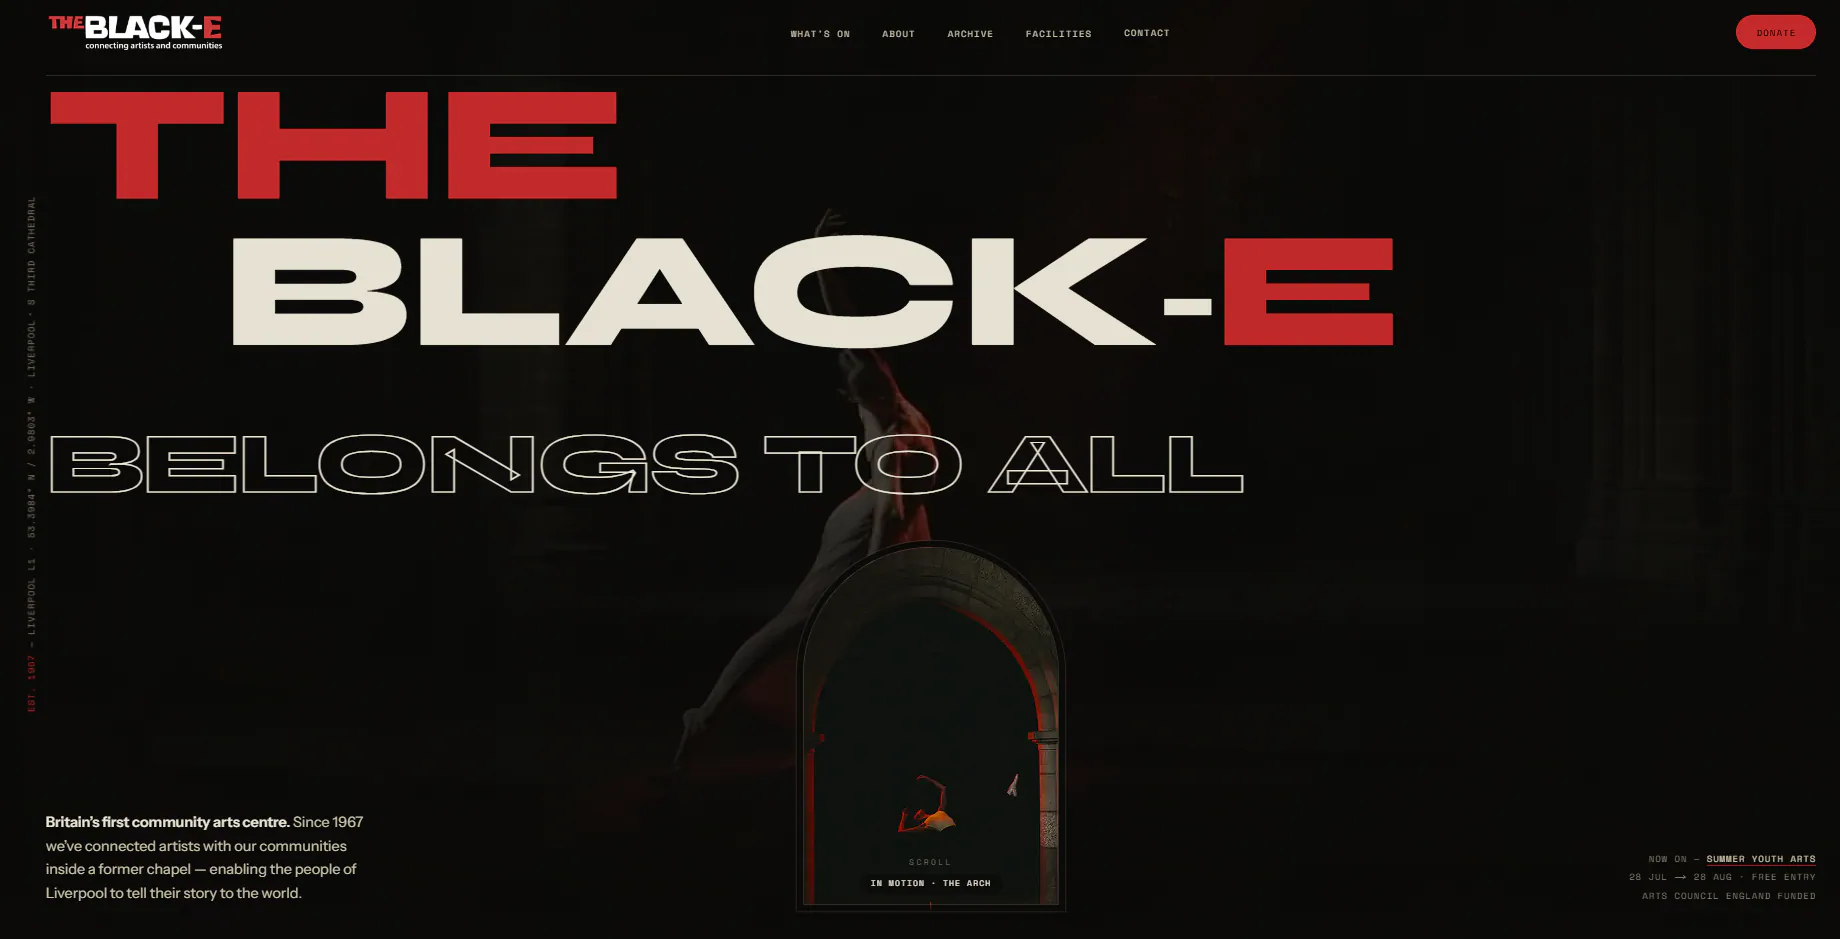 THE BLACK-E
connecting artists and communities
WHAT'S ON
ABOUT
ARCHIVE
FACILITIES
CONTACT
DONATE
THE
BLACK-E
BELONGS TO ALL
EST. 1967 — LIVERPOOL L1 · 53.3984° N / 2.9803° W · LIVERPOOL'S THIRD CATHEDRAL
Britain's first community arts centre. Since 1967
we've connected artists with our communities
inside a former chapel — enabling the people of
Liverpool to tell their story to the world.
SCROLL
IN MOTION · THE ARCH
NOW ON — SUMMER YOUTH ARTS
28 JUL → 28 AUG · FREE ENTRY
ARTS COUNCIL ENGLAND FUNDED